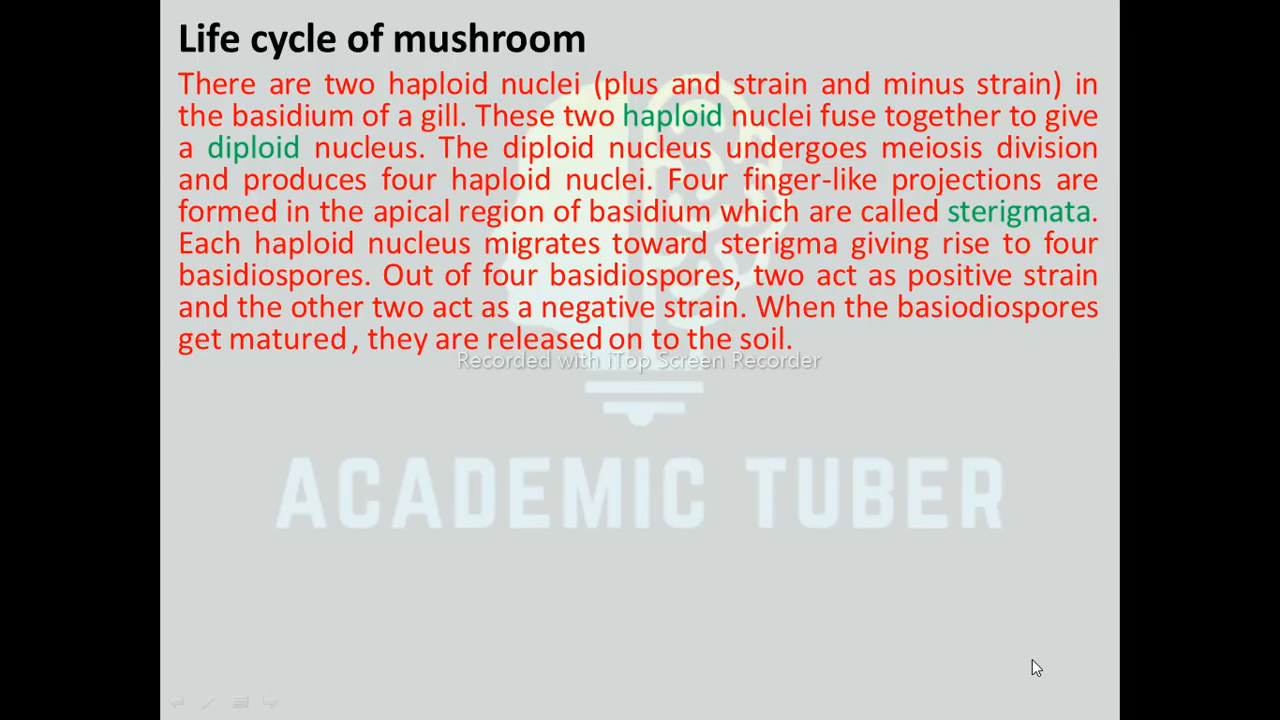 Life cycle of mushroom
There are two haploid nuclei (plus and strain and minus strain) in
the basidium of a gill. These two haploid nuclei fuse together to give
a diploid nucleus. The diploid nucleus undergoes meiosis division
and produces four haploid nuclei. Four finger-like projections are
formed in the apical region of basidium which are called sterigmata.
Each haploid nucleus migrates toward sterigma giving rise to four
basidiospores. Out of four basidiospores, two act as positive strain
and the other two act as a negative strain. When the basiodiospores
get matured , they are released on to the soil.
Recorded with iTop Screen Recorder
ACADEMIC TUBER